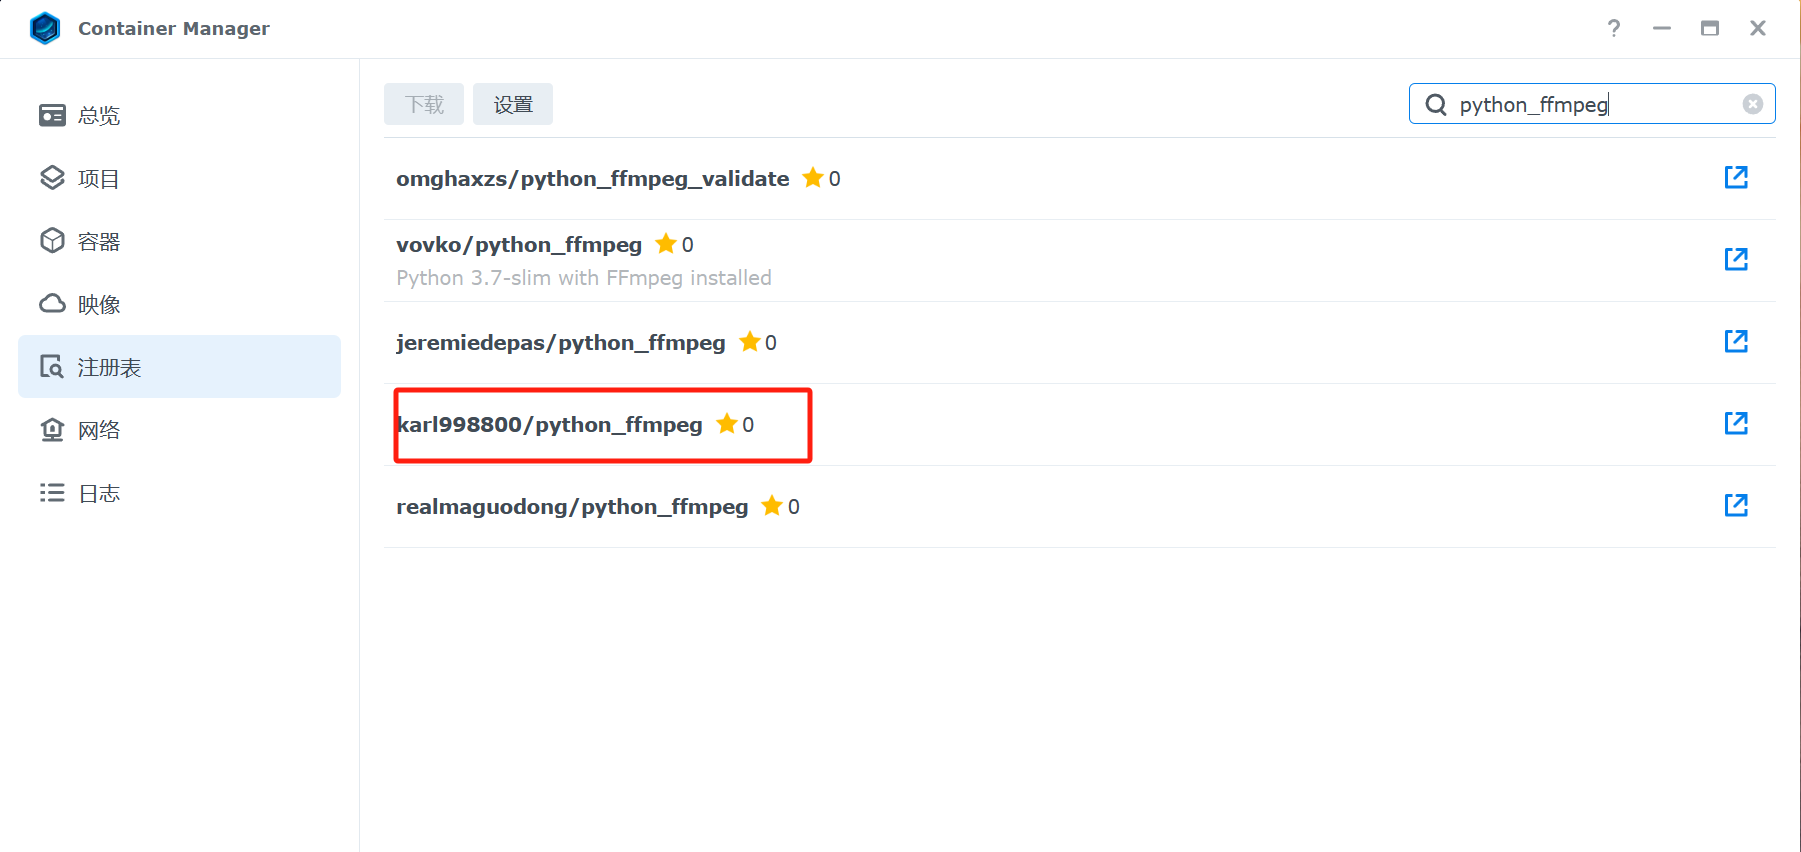 Container Manager
?
总览
项目
容器
映像
注册表
网络
日志
下载 设置
python_ffmpeg
omghaxzs/python_ffmpeg_validate 0
vovko/python_ffmpeg 0
Python 3.7-slim with FFmpeg installed
jeremiedepas/python_ffmpeg 0
karl998800/python_ffmpeg 0
realmaguodong/python_ffmpeg 0